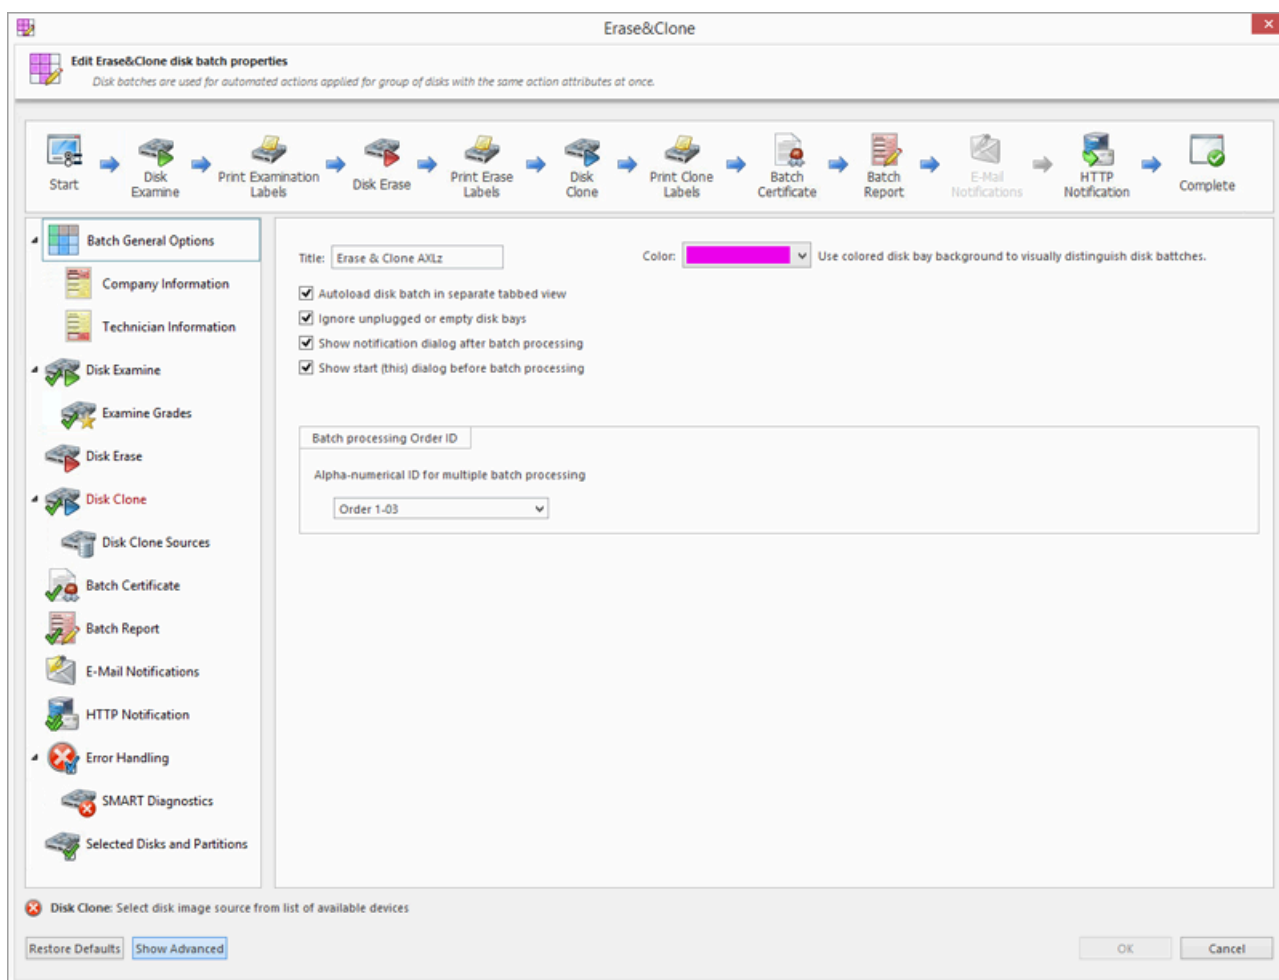 Erase&Clone
Edit Erase&Clone disk batch properties
Disk batches are used for automated actions applied for group of disks with the same action attributes at once.
Start
Disk
Examine
Print Examination
Labels
Disk Erase
Print Erase
Labels
Disk
Clone
Print Clone
Labels
Batch
Certificate
Batch
Report
E-Mail
Notifications
HTTP
Notification
Complete
Batch General Options
Company Information
Technician Information
Disk Examine
Examine Grades
Disk Erase
Disk Clone
Disk Clone Sources
Batch Certificate
Batch Report
E-Mail Notifications
HTTP Notification
Error Handling
SMART Diagnostics
Selected Disks and Partitions
Title: Erase & Clone AXLz
Color: Use colored disk bay background to visually distinguish disk battches.
Autoload disk batch in separate tabbed view
Ignore unplugged or empty disk bays
Show notification dialog after batch processing
Show start (this) dialog before batch processing
Batch processing Order ID
Alpha-numerical ID for multiple batch processing
Order 1-03
Disk Clone: Select disk image source from list of available devices
Restore Defaults
Show Advanced
OK
Cancel